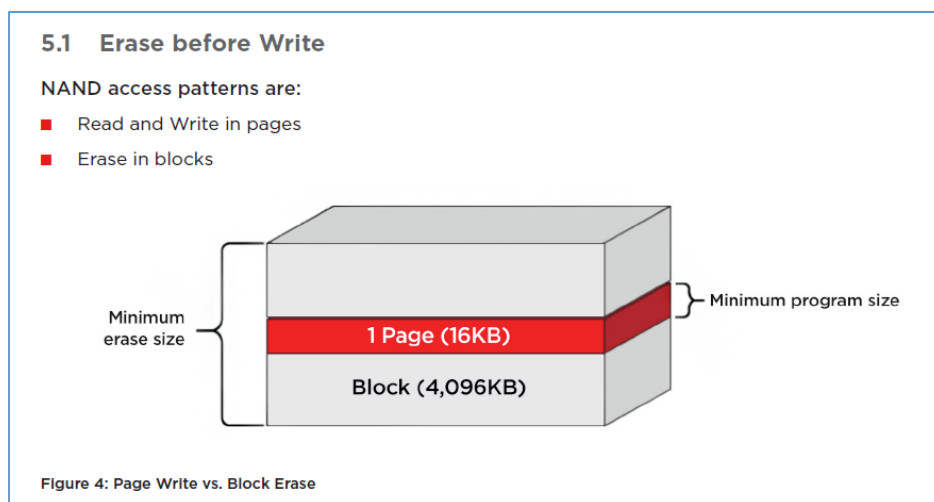 5.1 Erase before Write
NAND access patterns are:
Read and Write in pages
Erase in blocks
Minimum
erase size
1 Page (16KB)
Block (4,096KB)
Minimum program size
Figure 4: Page Write vs. Block Erase